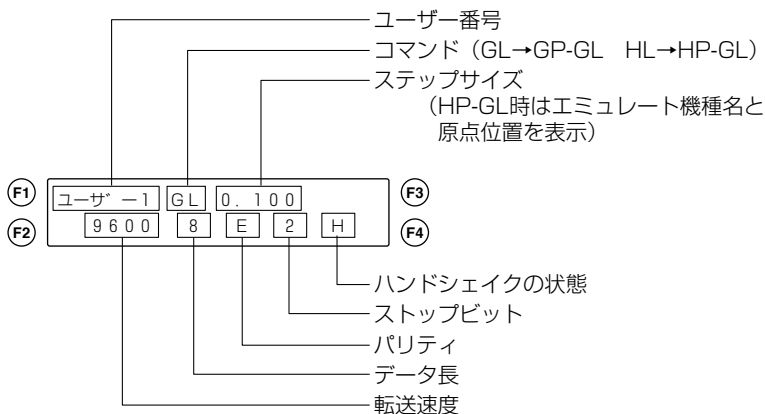 ユーザー番号
コマンド（GL→GP-GL　HL→HP-GL）
ステップサイズ
（HP-GL時はエミュレート機種名と
原点位置を表示）
F1 ユーザ゛ー1 GL 0.100 F3
F2 9600 8 E 2 H F4
ハンドシェイクの状態
ストップビット
パリティ
データ長
転送速度